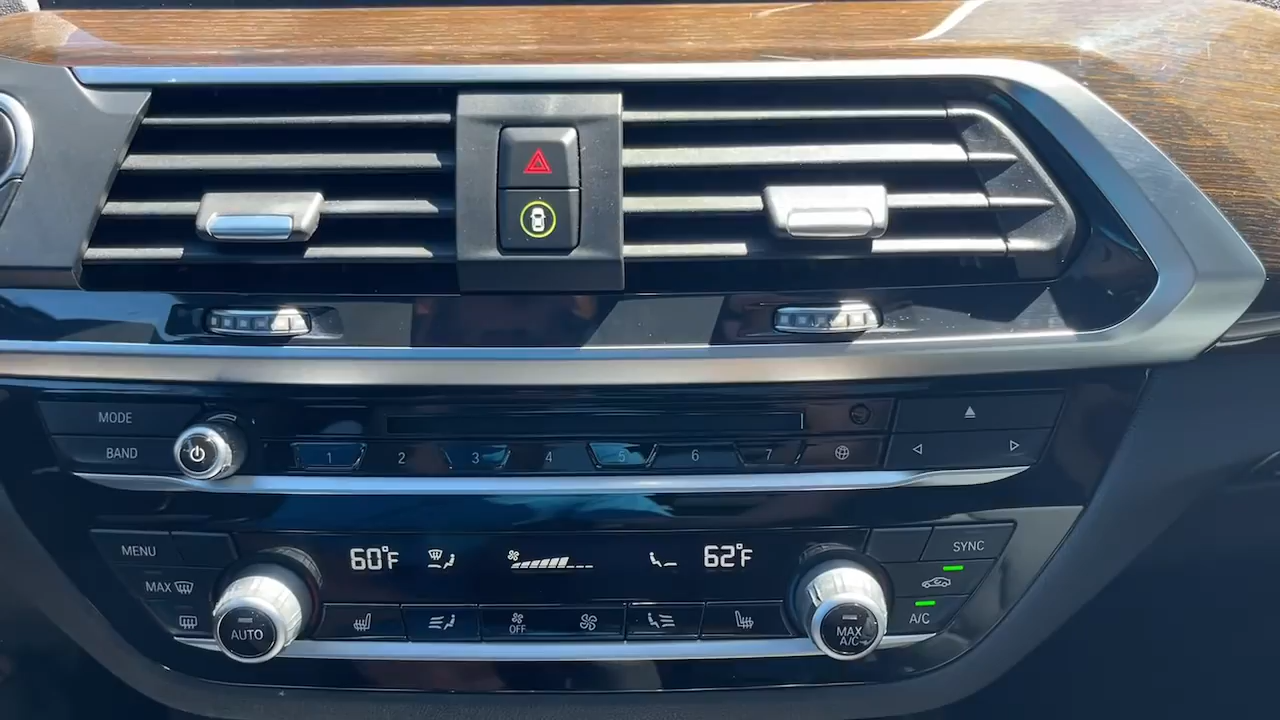 MODE
BAND
1 2 3 4 5 6 7
MENU
60°F
62°F
SYNC
MAX
AUTO
OFF
MAX
A/C
A/C